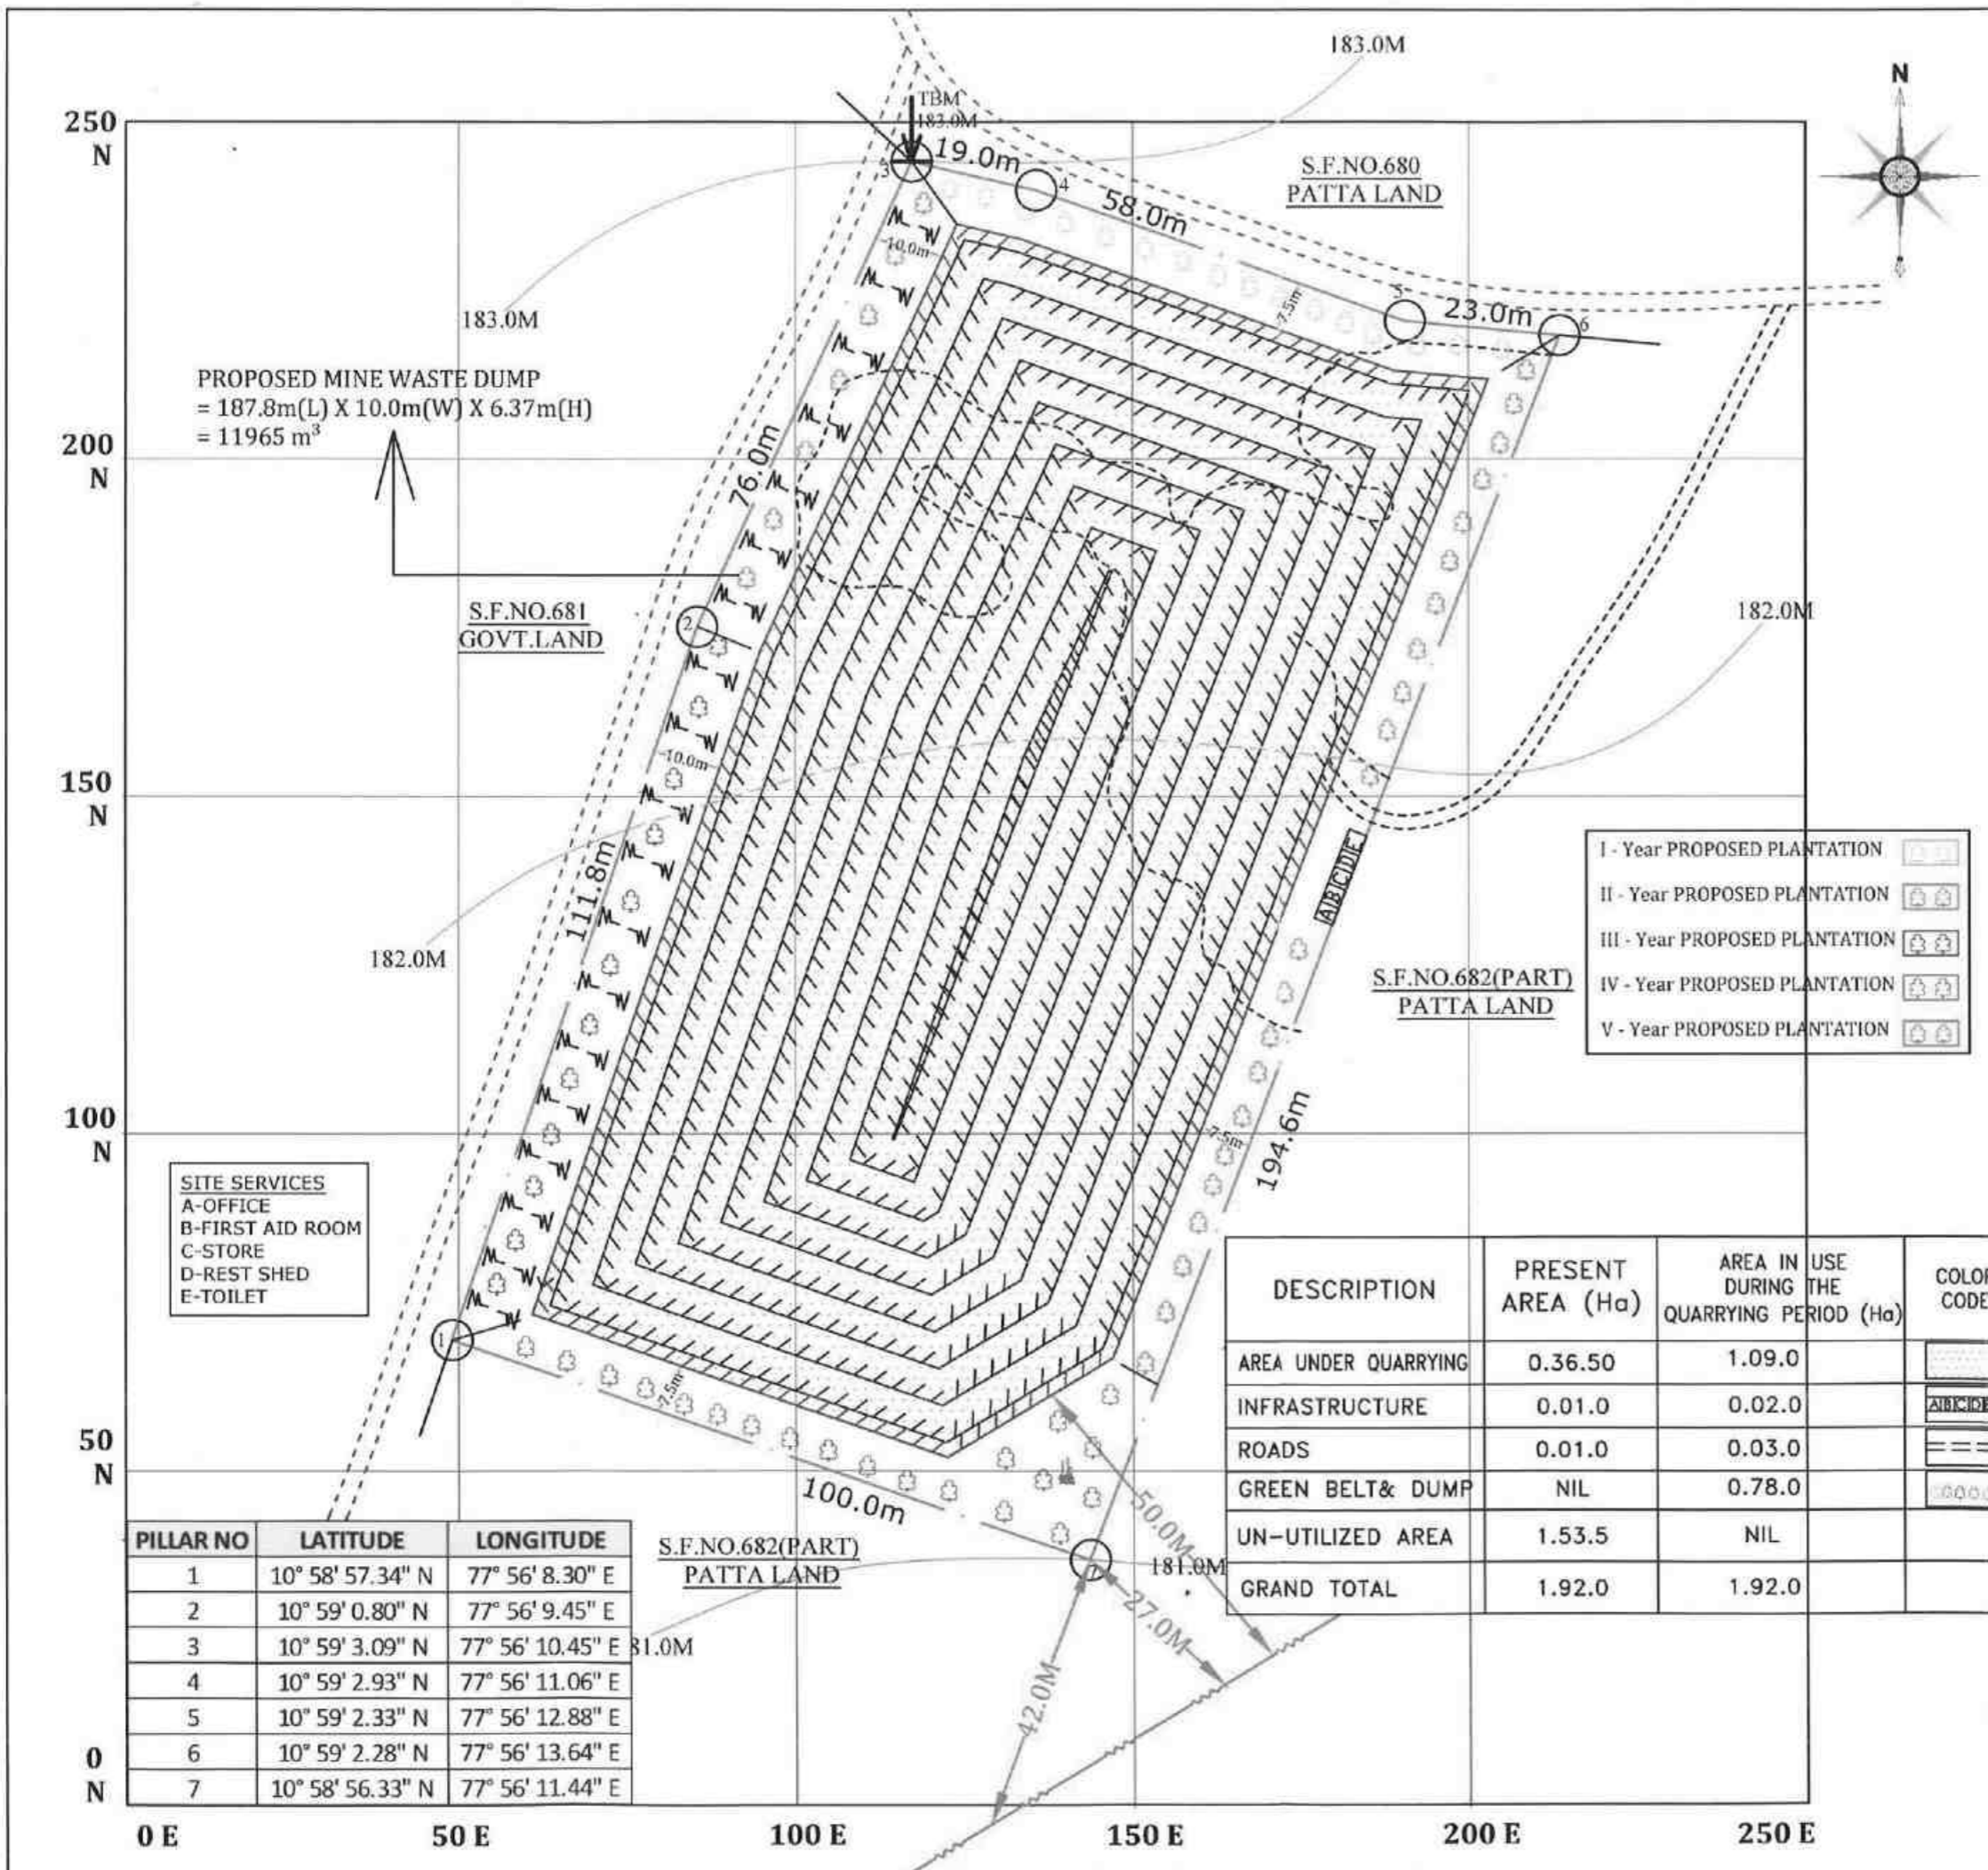 183.0M
N
TBM
183.0M
250
N
3
19.0m
4
58.0m
S.F.NO.680
PATTA LAND
10.0m
7.5m
5
23.0m
6
183.0M
PROPOSED MINE WASTE DUMP
= 187.8m(L) X 10.0m(W) X 6.37m(H)
= 11965 m³
200
N
76.0m
S.F.NO.681
GOVT.LAND
2
182.0M
10.0m
150
N
111.8m
A|B|C|D|E
182.0M
S.F.NO.682(PART)
PATTA LAND
I - Year PROPOSED PLANTATION
II - Year PROPOSED PLANTATION
III - Year PROPOSED PLANTATION
IV - Year PROPOSED PLANTATION
V - Year PROPOSED PLANTATION
100
N
7.5m
194.6m
SITE SERVICES
A-OFFICE
B-FIRST AID ROOM
C-STORE
D-REST SHED
E-TOILET
1
7.5m
DESCRIPTION PRESENT AREA (Ha) AREA IN USE DURING THE QUARRYING PERIOD (Ha)
AREA UNDER QUARRYING 0.36.50 1.09.0
INFRASTRUCTURE 0.01.0 0.02.0 A|B|C|D|E
ROADS 0.01.0 0.03.0
GREEN BELT& DUMP NIL 0.78.0
UN-UTILIZED AREA 1.53.5 NIL
GRAND TOTAL 1.92.0 1.92.0
50
N
100.0m
50.0M
S.F.NO.682(PART)
PATTA LAND
7
181.0M
27.0M
42.0M
81.0M
PILLAR NO LATITUDE LONGITUDE
1 10° 58' 57.34" N 77° 56' 8.30" E
2 10° 59' 0.80" N 77° 56' 9.45" E
3 10° 59' 3.09" N 77° 56' 10.45" E
4 10° 59' 2.93" N 77° 56' 11.06" E
5 10° 59' 2.33" N 77° 56' 12.88" E
6 10° 59' 2.28" N 77° 56' 13.64" E
7 10° 58' 56.33" N 77° 56' 11.44" E
0
N
0 E
50 E
100 E
150 E
200 E
250 E